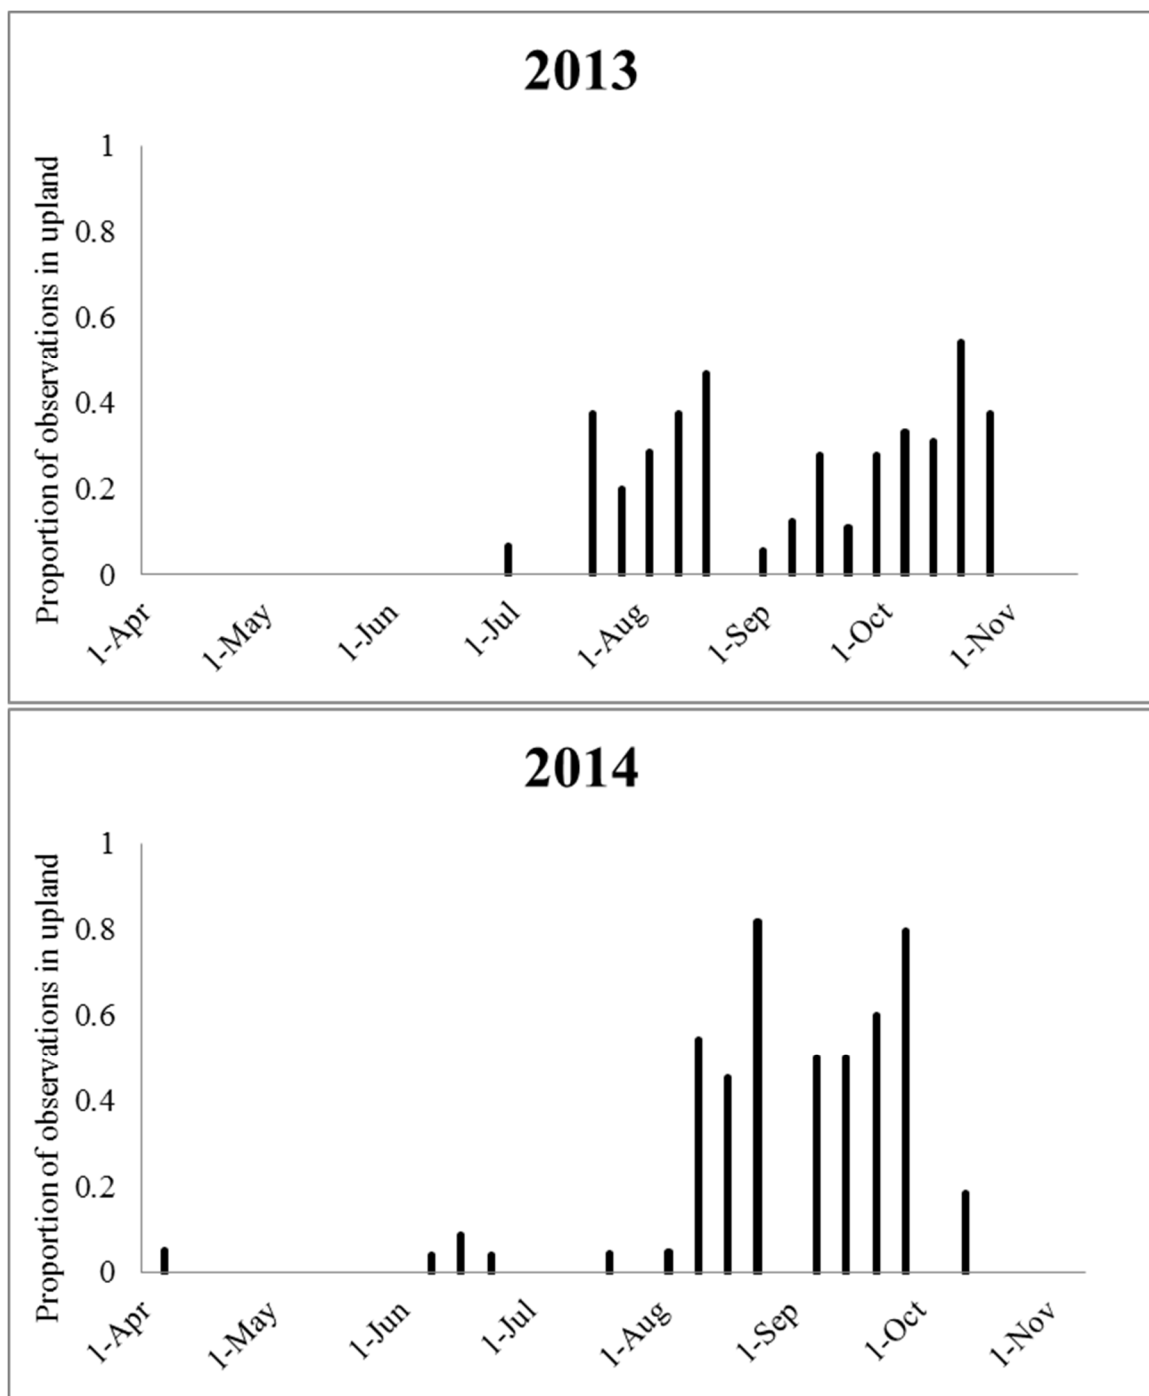 2013
Proportion of observations in upland
1
0.8
0.6
0.4
0.2
0
1-Apr
1-May
1-Jun
1-Jul
1-Aug
1-Sep
1-Oct
1-Nov
2014
Proportion of observations in upland
1
0.8
0.6
0.4
0.2
0
1-Apr
1-May
1-Jun
1-Jul
1-Aug
1-Sep
1-Oct
1-Nov